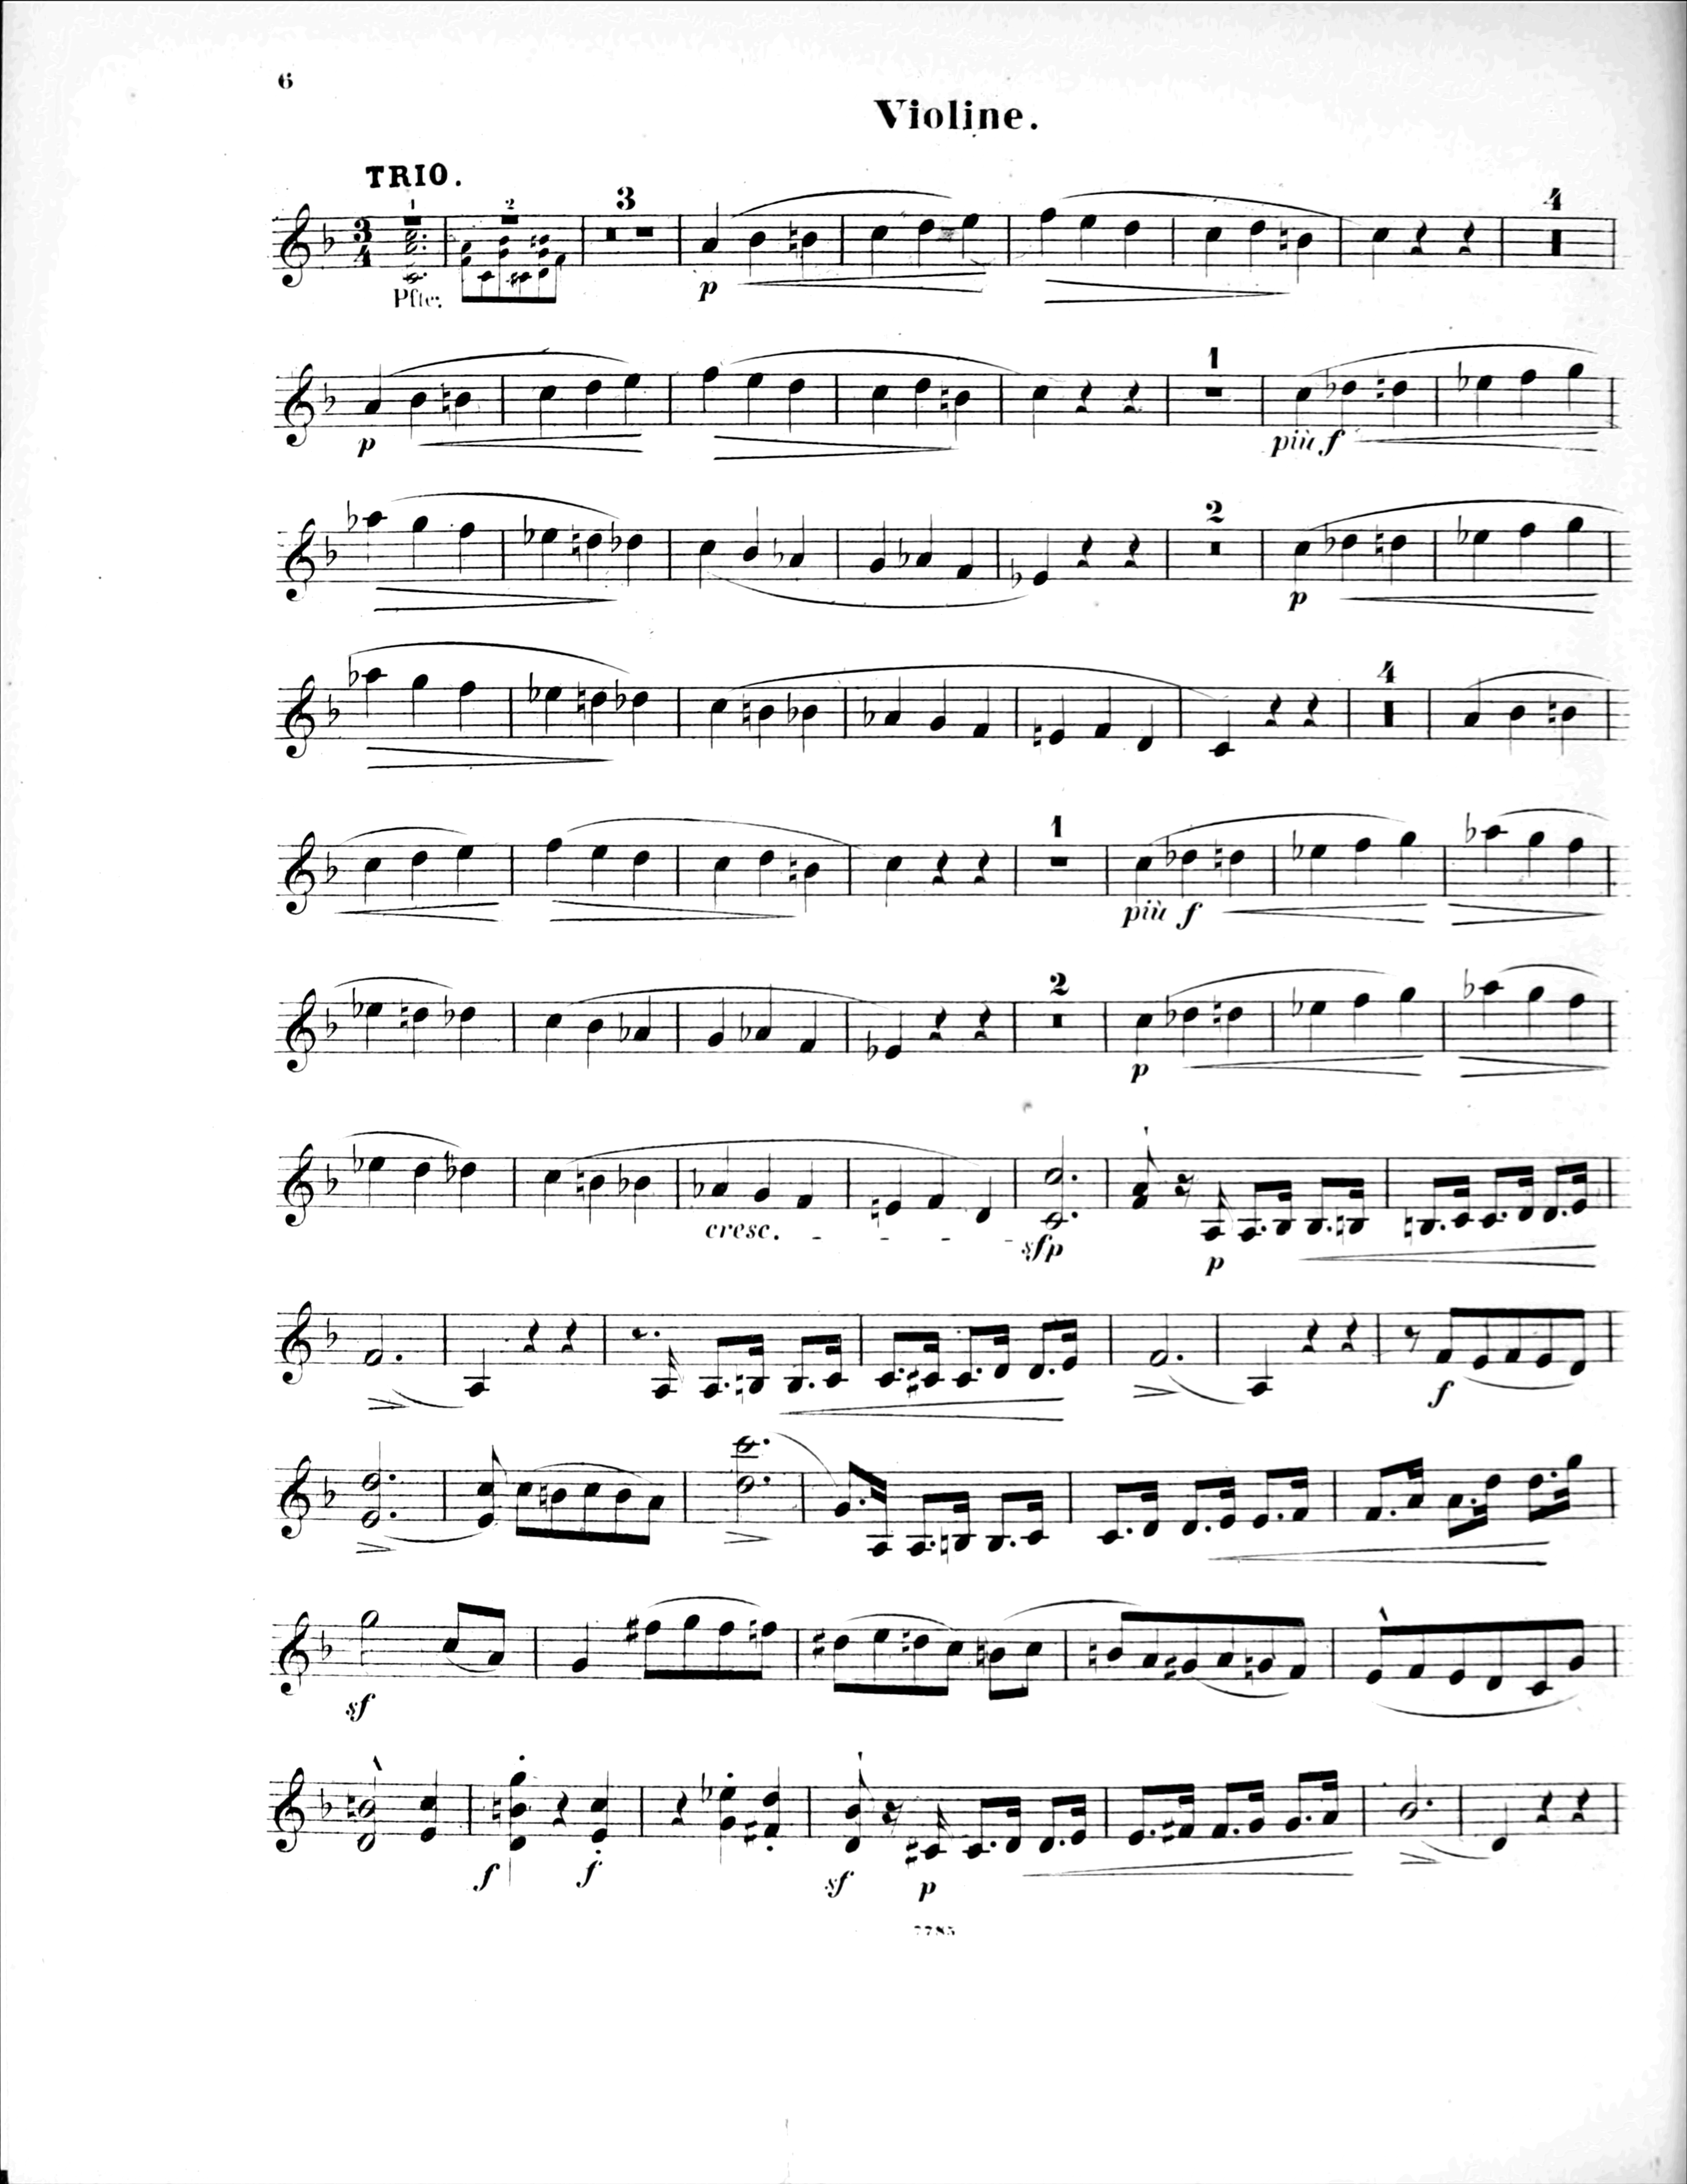 6
Violine.
TRIO.
1 2 3 4
Pfte.
p
1
p più f
2
p
4
1
più f
2
p
cresc. - - - - sfp p
f
sf
f f sf p
7785